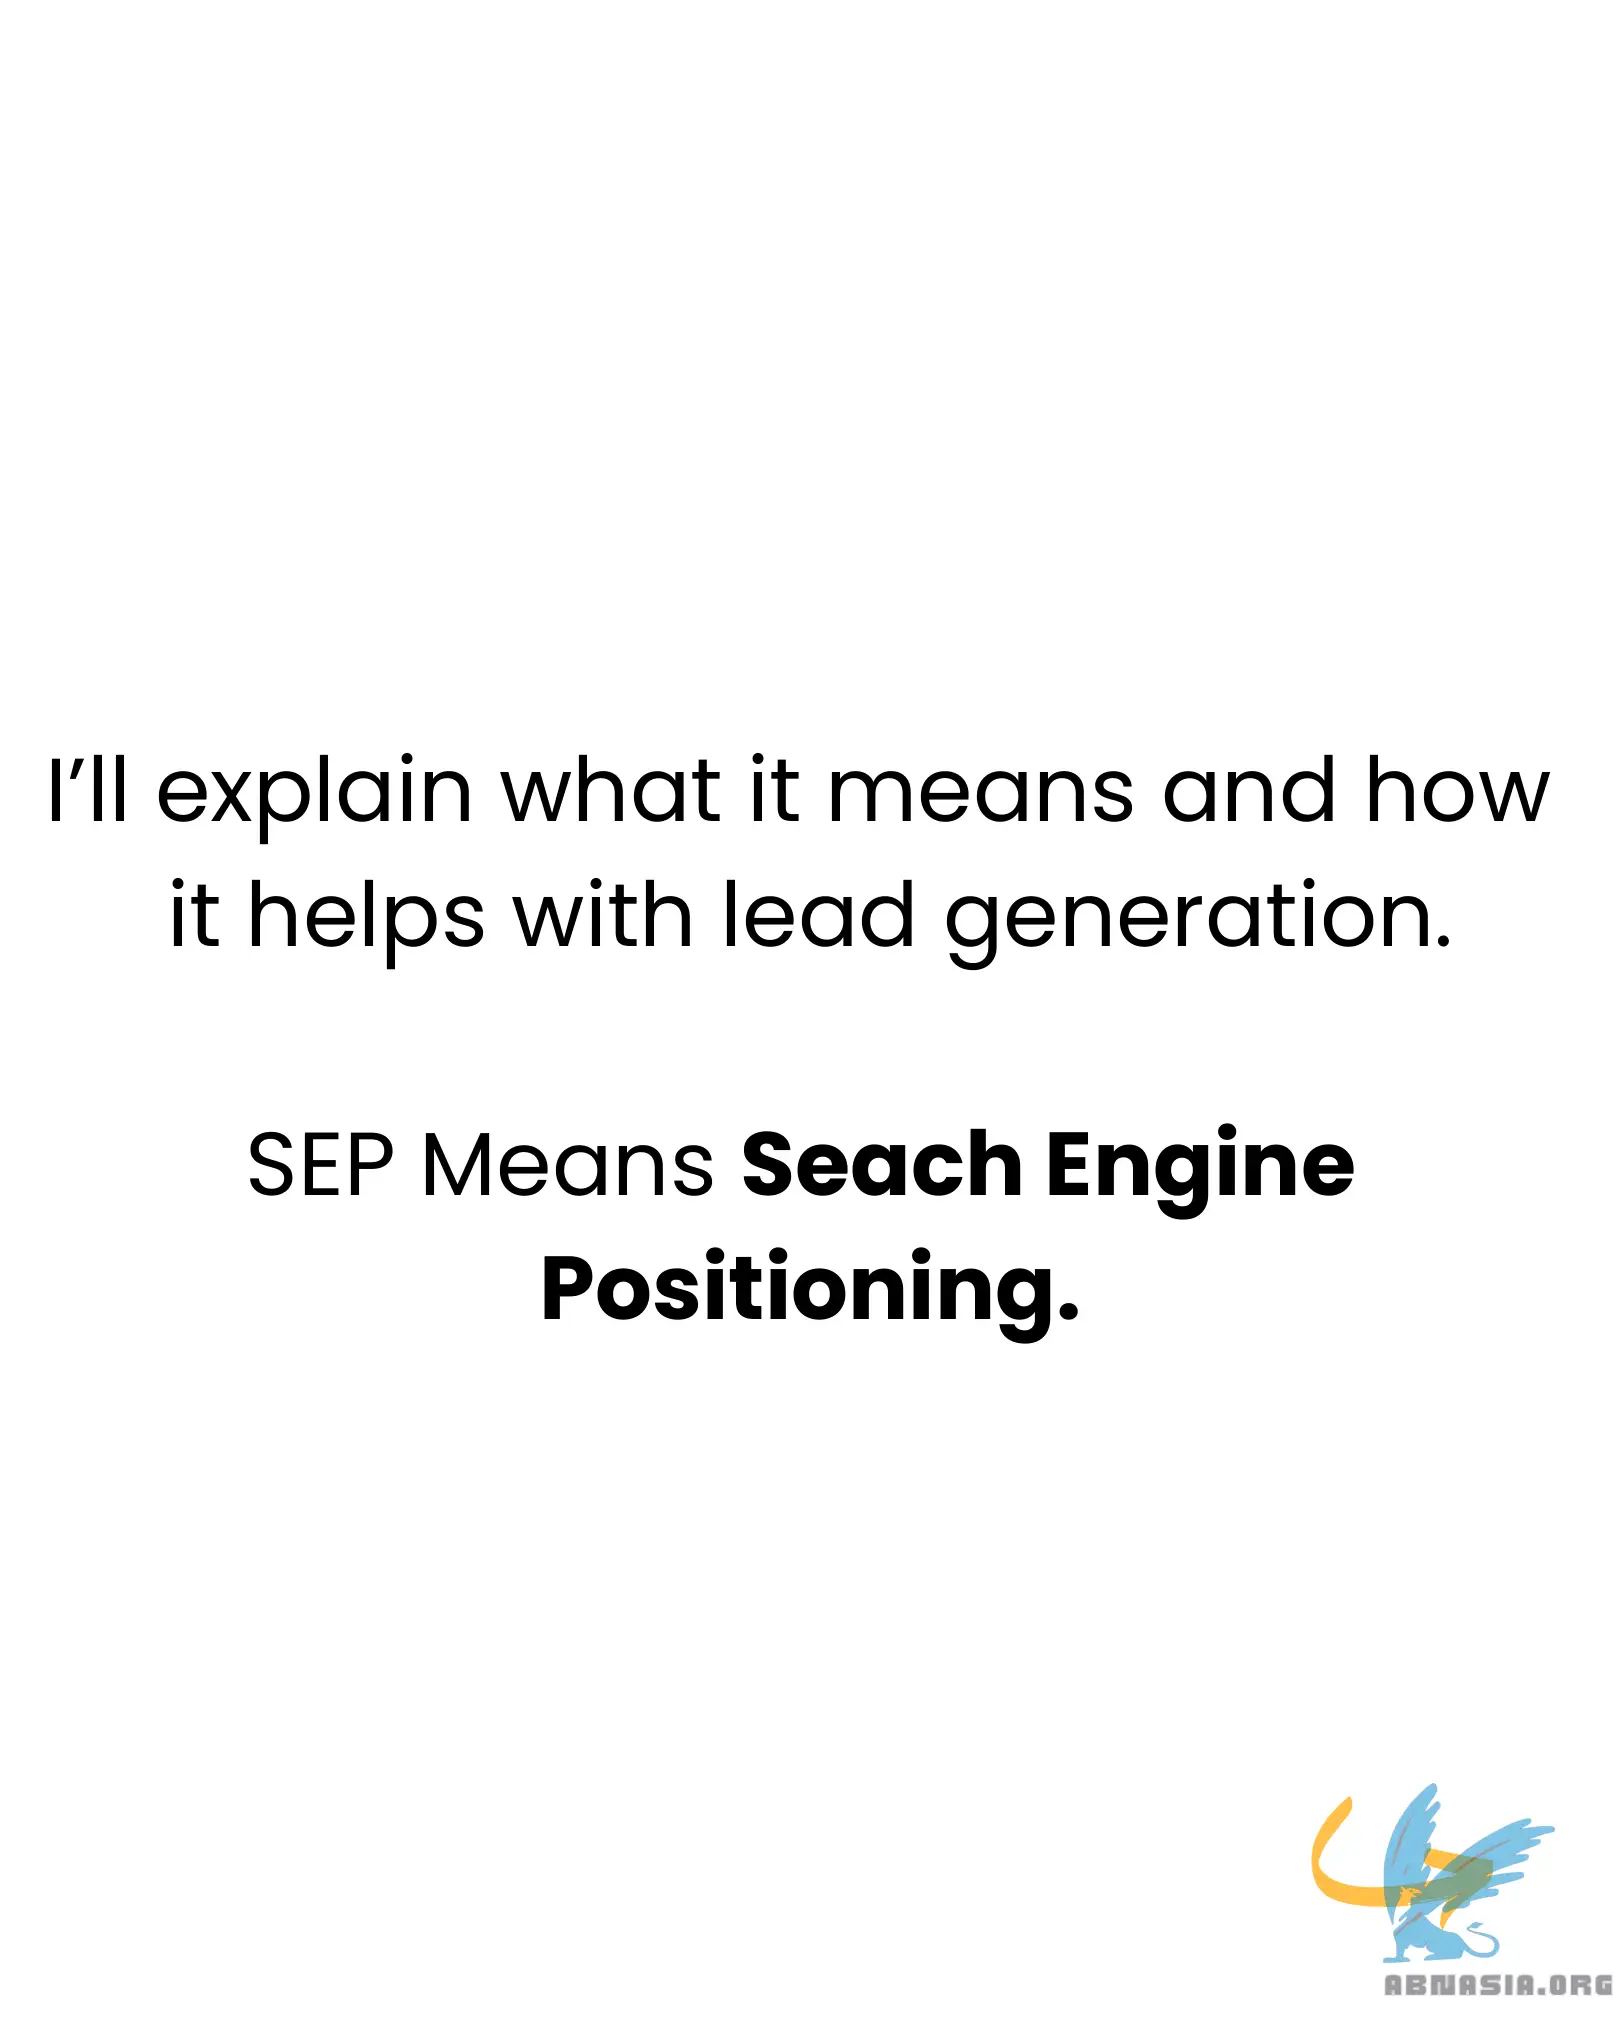 I’ll explain what it means and how
it helps with lead generation.
SEP Means Seach Engine
Positioning.
ABNASIA.ORG